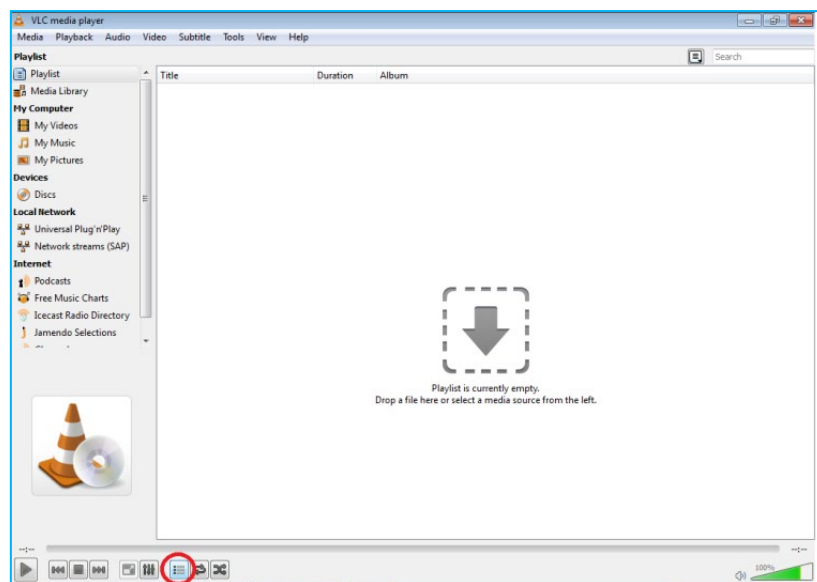 VLC media player
Media Playback Audio Video Subtitle Tools View Help
Playlist
Search
Playlist
Title Duration Album
Media Library
My Computer
My Videos
My Music
My Pictures
Devices
Discs
Local Network
Universal Plug'n'Play
Network streams (SAP)
Internet
Podcasts
Free Music Charts
Icecast Radio Directory
Jamendo Selections
Playlist is currently empty.
Drop a file here or select a media source from the left.
--:-- --:--
100%